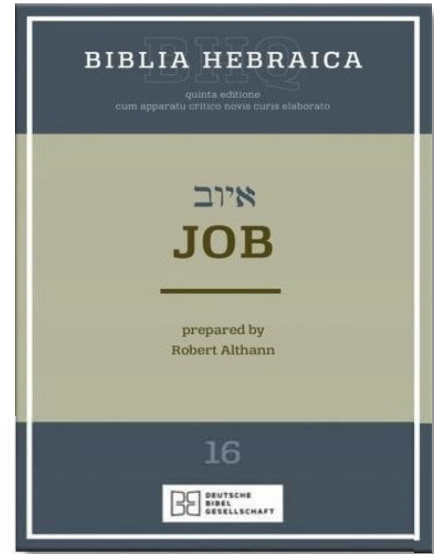 BIBLIA HEBRAICA
BHQ
quinta editione
cum apparatu critico novis curis elaborato
איוב
JOB
prepared by
Robert Althann
16
DEUTSCHE
BIBEL
GESELLSCHAFT